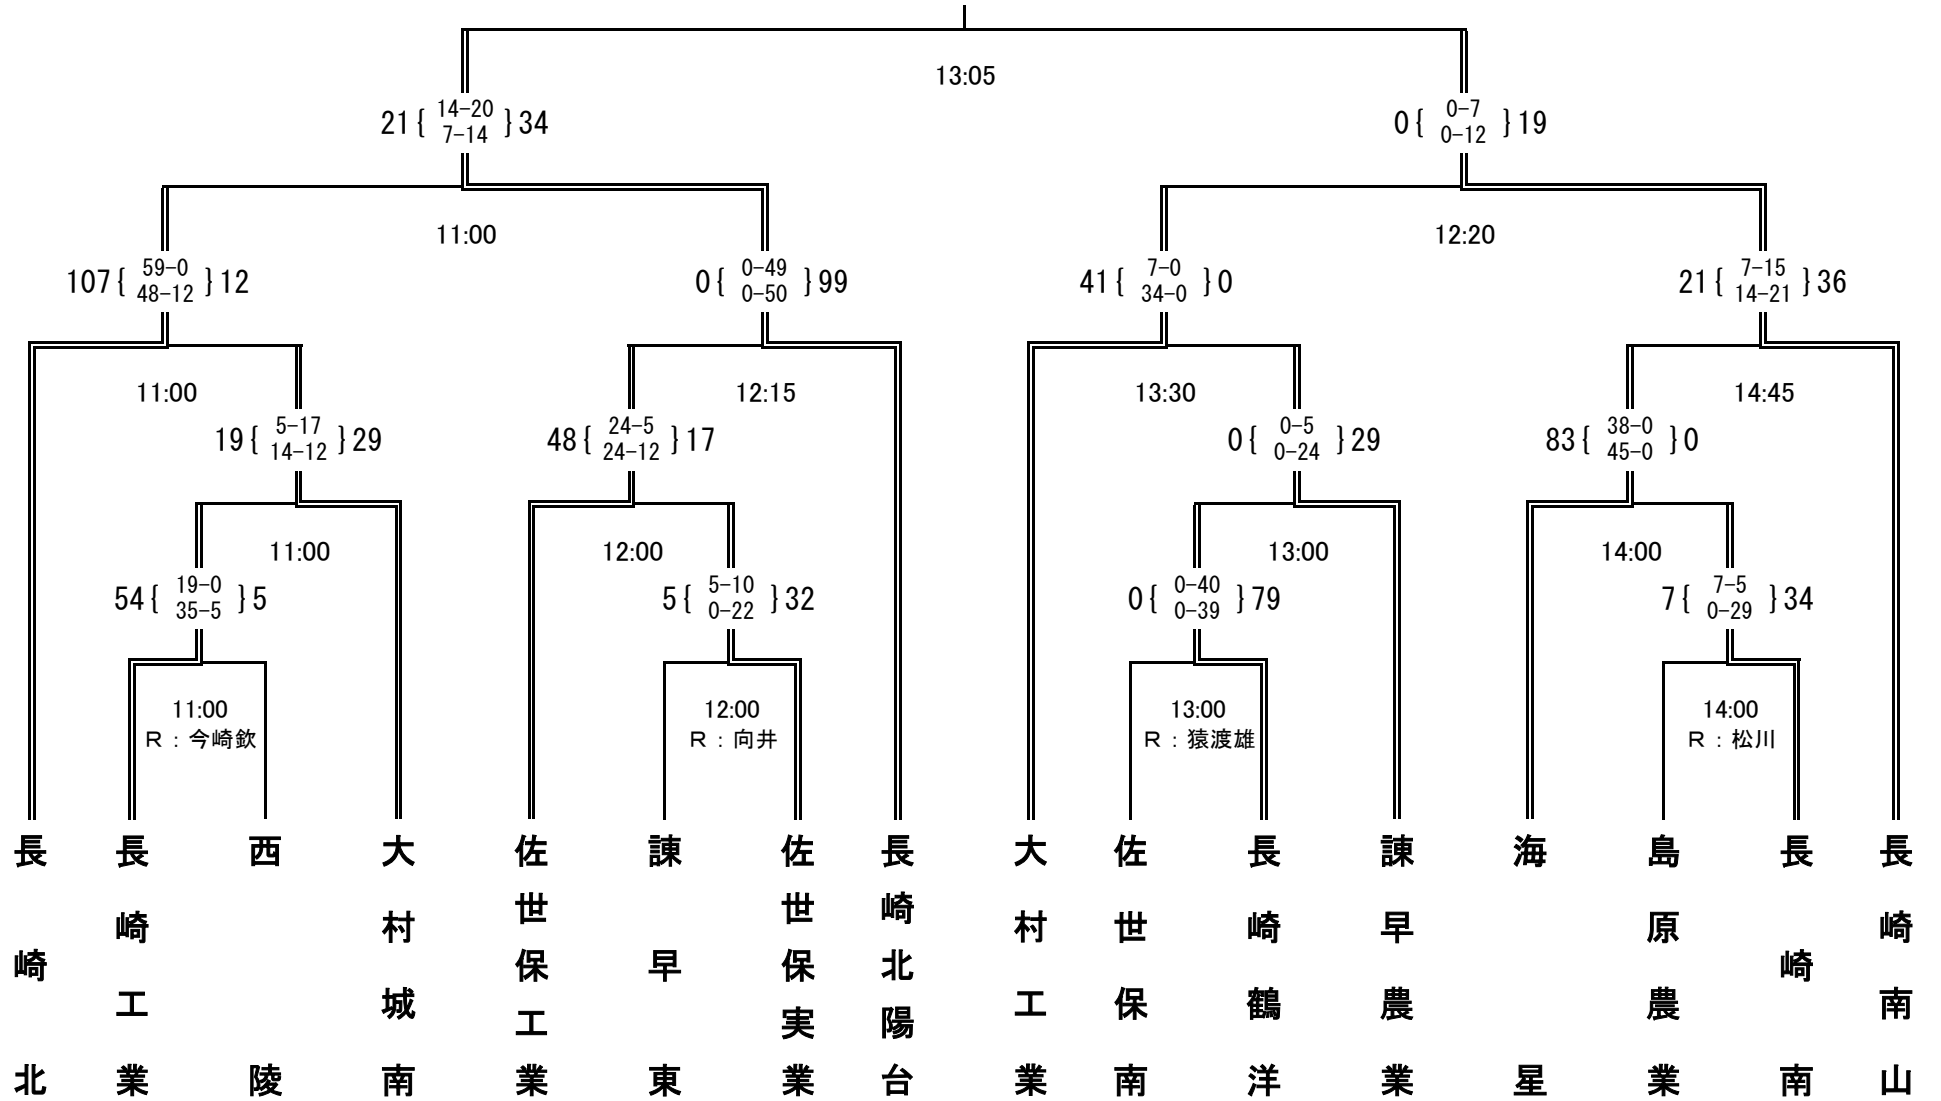 13:05
21{ 14-20 }34
7-14
0{ 0-7 }19
0-12
11:00
12:20
107{ 59-0 }12
48-12
0{ 0-49 }99
0-50
41{ 7-0 }0
34-0
21{ 7-15 }36
14-21
11:00
12:15
13:30
14:45
19{ 5-17 }29
14-12
48{ 24-5 }17
24-12
0{ 0-5 }29
0-24
83{ 38-0 }0
45-0
11:00
12:00
13:00
14:00
54{ 19-0 }5
35-5
5{ 5-10 }32
0-22
0{ 0-40 }79
0-39
7{ 7-5 }34
0-29
11:00
R:今崎欽
12:00
R:向井
13:00
R:猿渡雄
14:00
R:松川
長崎北
長崎工業
西陵
大村城南
佐世保工業
諫早東
佐世保実業
長崎北陽台
大村工業
佐世保南
長崎鶴洋
諫早農業
海星
島原農業
長崎南
長崎南山